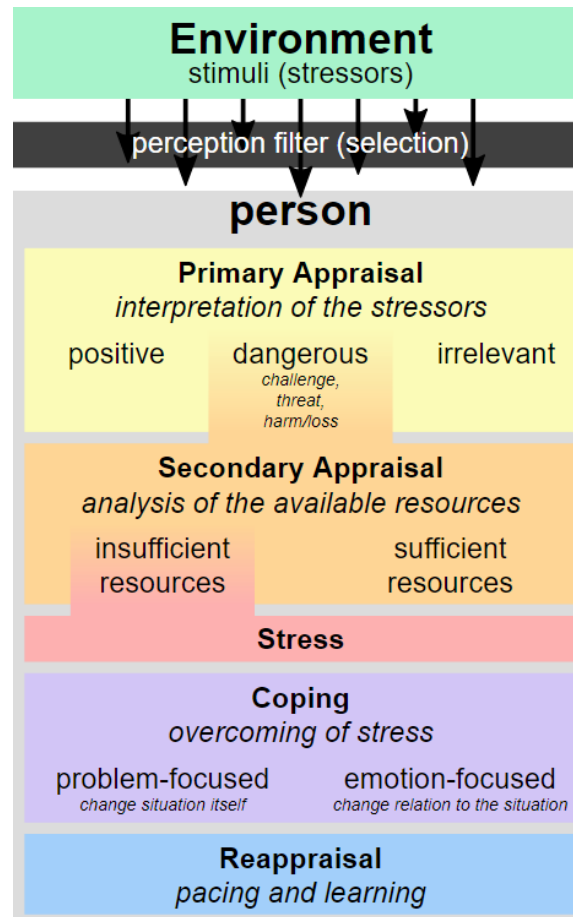 Environment
stimuli (stressors)
perception filter (selection)
person
Primary Appraisal
interpretation of the stressors
positive dangerous irrelevant
challenge,
threat,
harm/loss
Secondary Appraisal
analysis of the available resources
insufficient sufficient
resources resources
Stress
Coping
overcoming of stress
problem-focused emotion-focused
change situation itself change relation to the situation
Reappraisal
pacing and learning